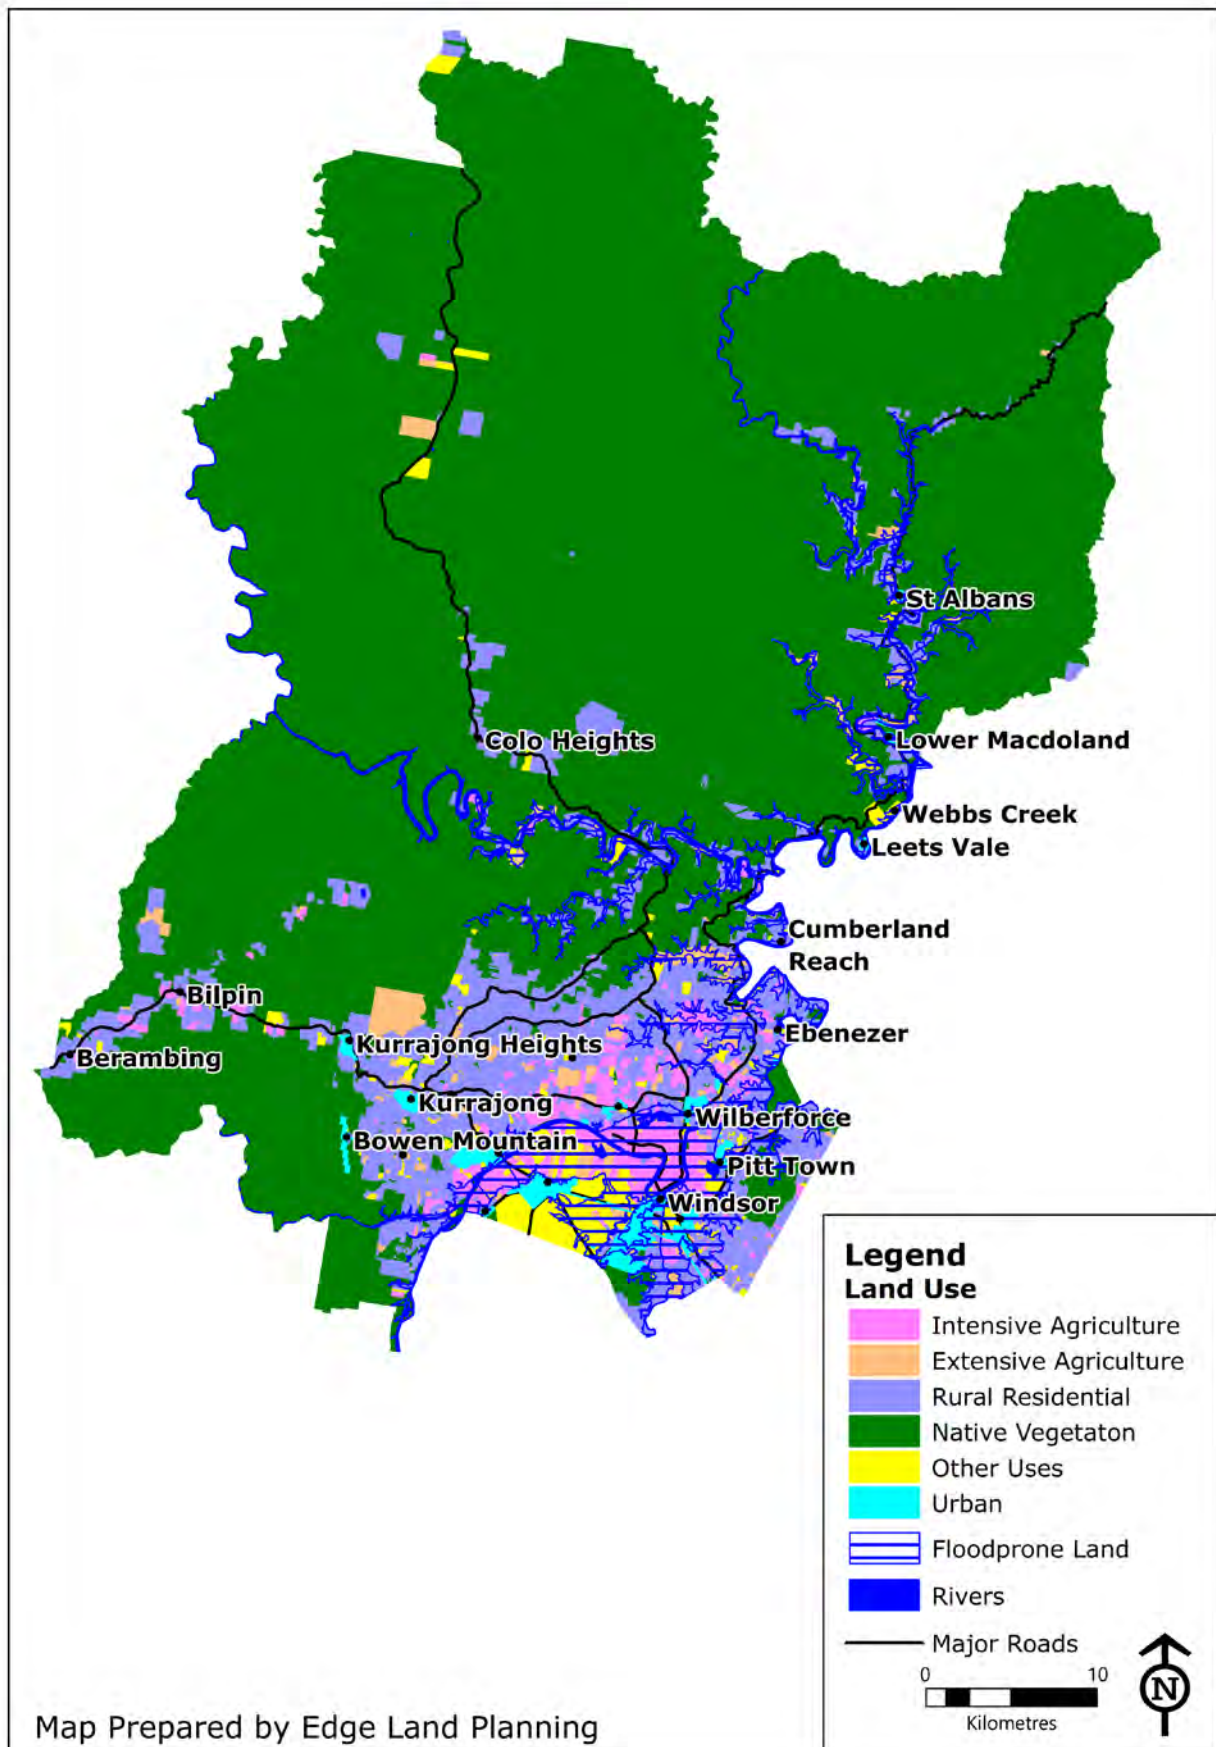 St Albans
Colo Heights
Lower Macdoland
Webbs Creek
Leets Vale
Cumberland
Reach
Bilpin
Ebenezer
Kurrajong Heights
Berambing
Kurrajong
Wilberforce
Bowen Mountain
Pitt Town
Windsor
Legend
Land Use
Intensive Agriculture
Extensive Agriculture
Rural Residential
Native Vegetaton
Other Uses
Urban
Floodprone Land
Rivers
Major Roads
0 10
Kilometres
N
Map Prepared by Edge Land Planning